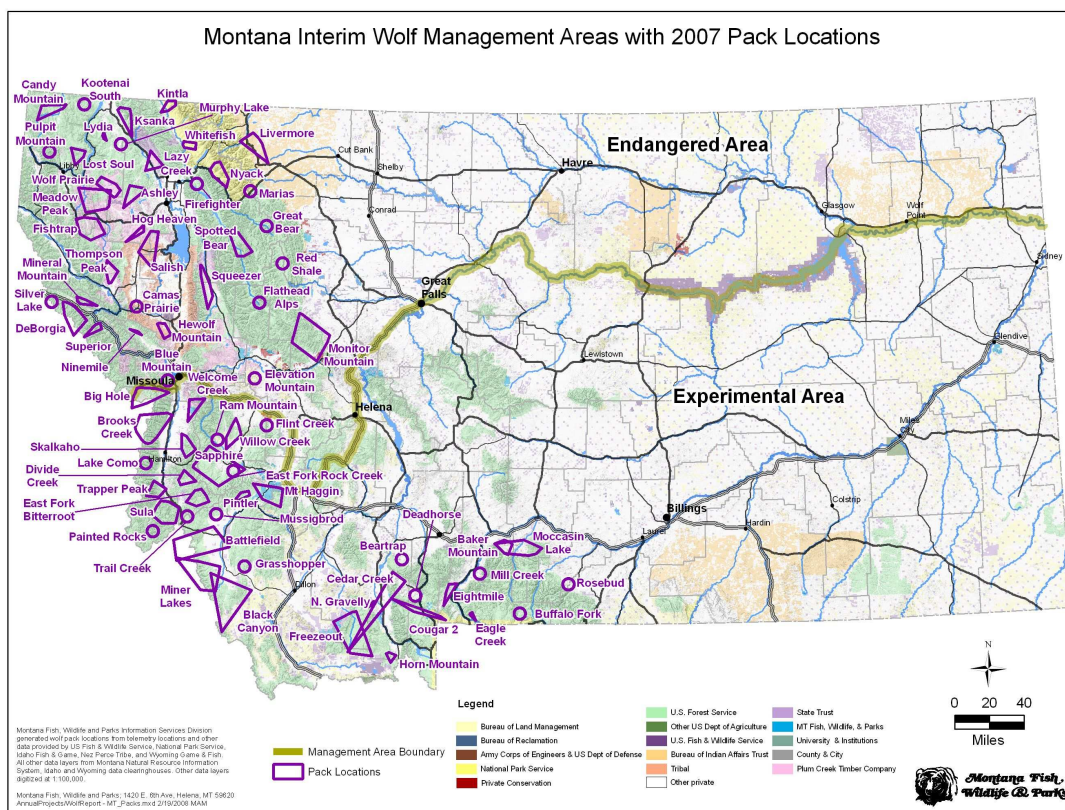 Montana Interim Wolf Management Areas with 2007 Pack Locations
Candy
Mountain
Kootenai
South
Kintla
Murphy Lake
Ksanka
Pulpit
Mountain
Lydia
Whitefish
Livermore
Cut Bank
Shelby
Havre
Endangered Area
Libby
Lost Soul
Lazy
Creek
Nyack
Wolf Prairie
Marias
Meadow
Peak
Ashley
Firefighter
Conrad
Glasgow
Wolf
Point
Fishtrap
Hog Heaven
Great
Bear
Spotted
Bear
Thompson
Peak
Salish
Red
Shale
Sidney
Mineral
Mountain
Squeezer
Great
Falls
Silver
Lake
Camas
Prairie
Flathead
Alps
DeBorgia
Hewolf
Mountain
Superior
Monitor
Mountain
Lewistown
Glendive
Ninemile
Blue
Mountain
Missoula
Welcome
Creek
Elevation
Mountain
Experimental Area
Big Hole
Ram Mountain
Helena
Miles
City
Brooks
Creek
Flint Creek
Willow Creek
Skalkaho
Hamilton
Sapphire
Lake Como
East Fork Rock Creek
Divide
Creek
Trapper Peak
Mt Haggin
Colstrip
East Fork
Bitterroot
Pintler
Billings
Sula
Mussigbrod
Deadhorse
Laurel
Hardin
Painted Rocks
Battlefield
Beartrap
Baker
Mountain
Moccasin
Lake
Trail Creek
Grasshopper
Cedar Creek
Mill Creek
Rosebud
Miner
Lakes
Dillon
N. Gravelly
Eightmile
Black
Canyon
Freezeout
Cougar 2
Eagle
Creek
Buffalo Fork
Horn Mountain
N
0 20 40
Miles
Montana Fish, Wildlife and Parks Information Services Division
generated wolf pack locations from telemetry locations and other
data provided by US Fish & Wildlife Service, National Park Service,
Idaho Fish & Game, Nez Perce Tribe, and Wyoming Game & Fish.
All other data layers from Montana Natural Resource Information
System, Idaho and Wyoming data clearinghouses. Other data layers
digitized at 1:100,000.
Montana Fish, Wildlife and Parks; 1420 E. 6th Ave, Helena, MT 59620
AnnualProjects/WolfReport - MT_Packs.mxd 2/19/2008 MAM
Management Area Boundary
Pack Locations
Legend
Bureau of Land Management
Bureau of Reclamation
Army Corps of Engineers & US Dept of Defense
National Park Service
Private Conservation
U.S. Forest Service
Other US Dept of Agriculture
U.S. Fish & Wildlife Service
Bureau of Indian Affairs Trust
Tribal
Other private
State Trust
MT Fish, Wildlife, & Parks
University & Institutions
County & City
Plum Creek Timber Company
Montana Fish,
Wildlife & Parks